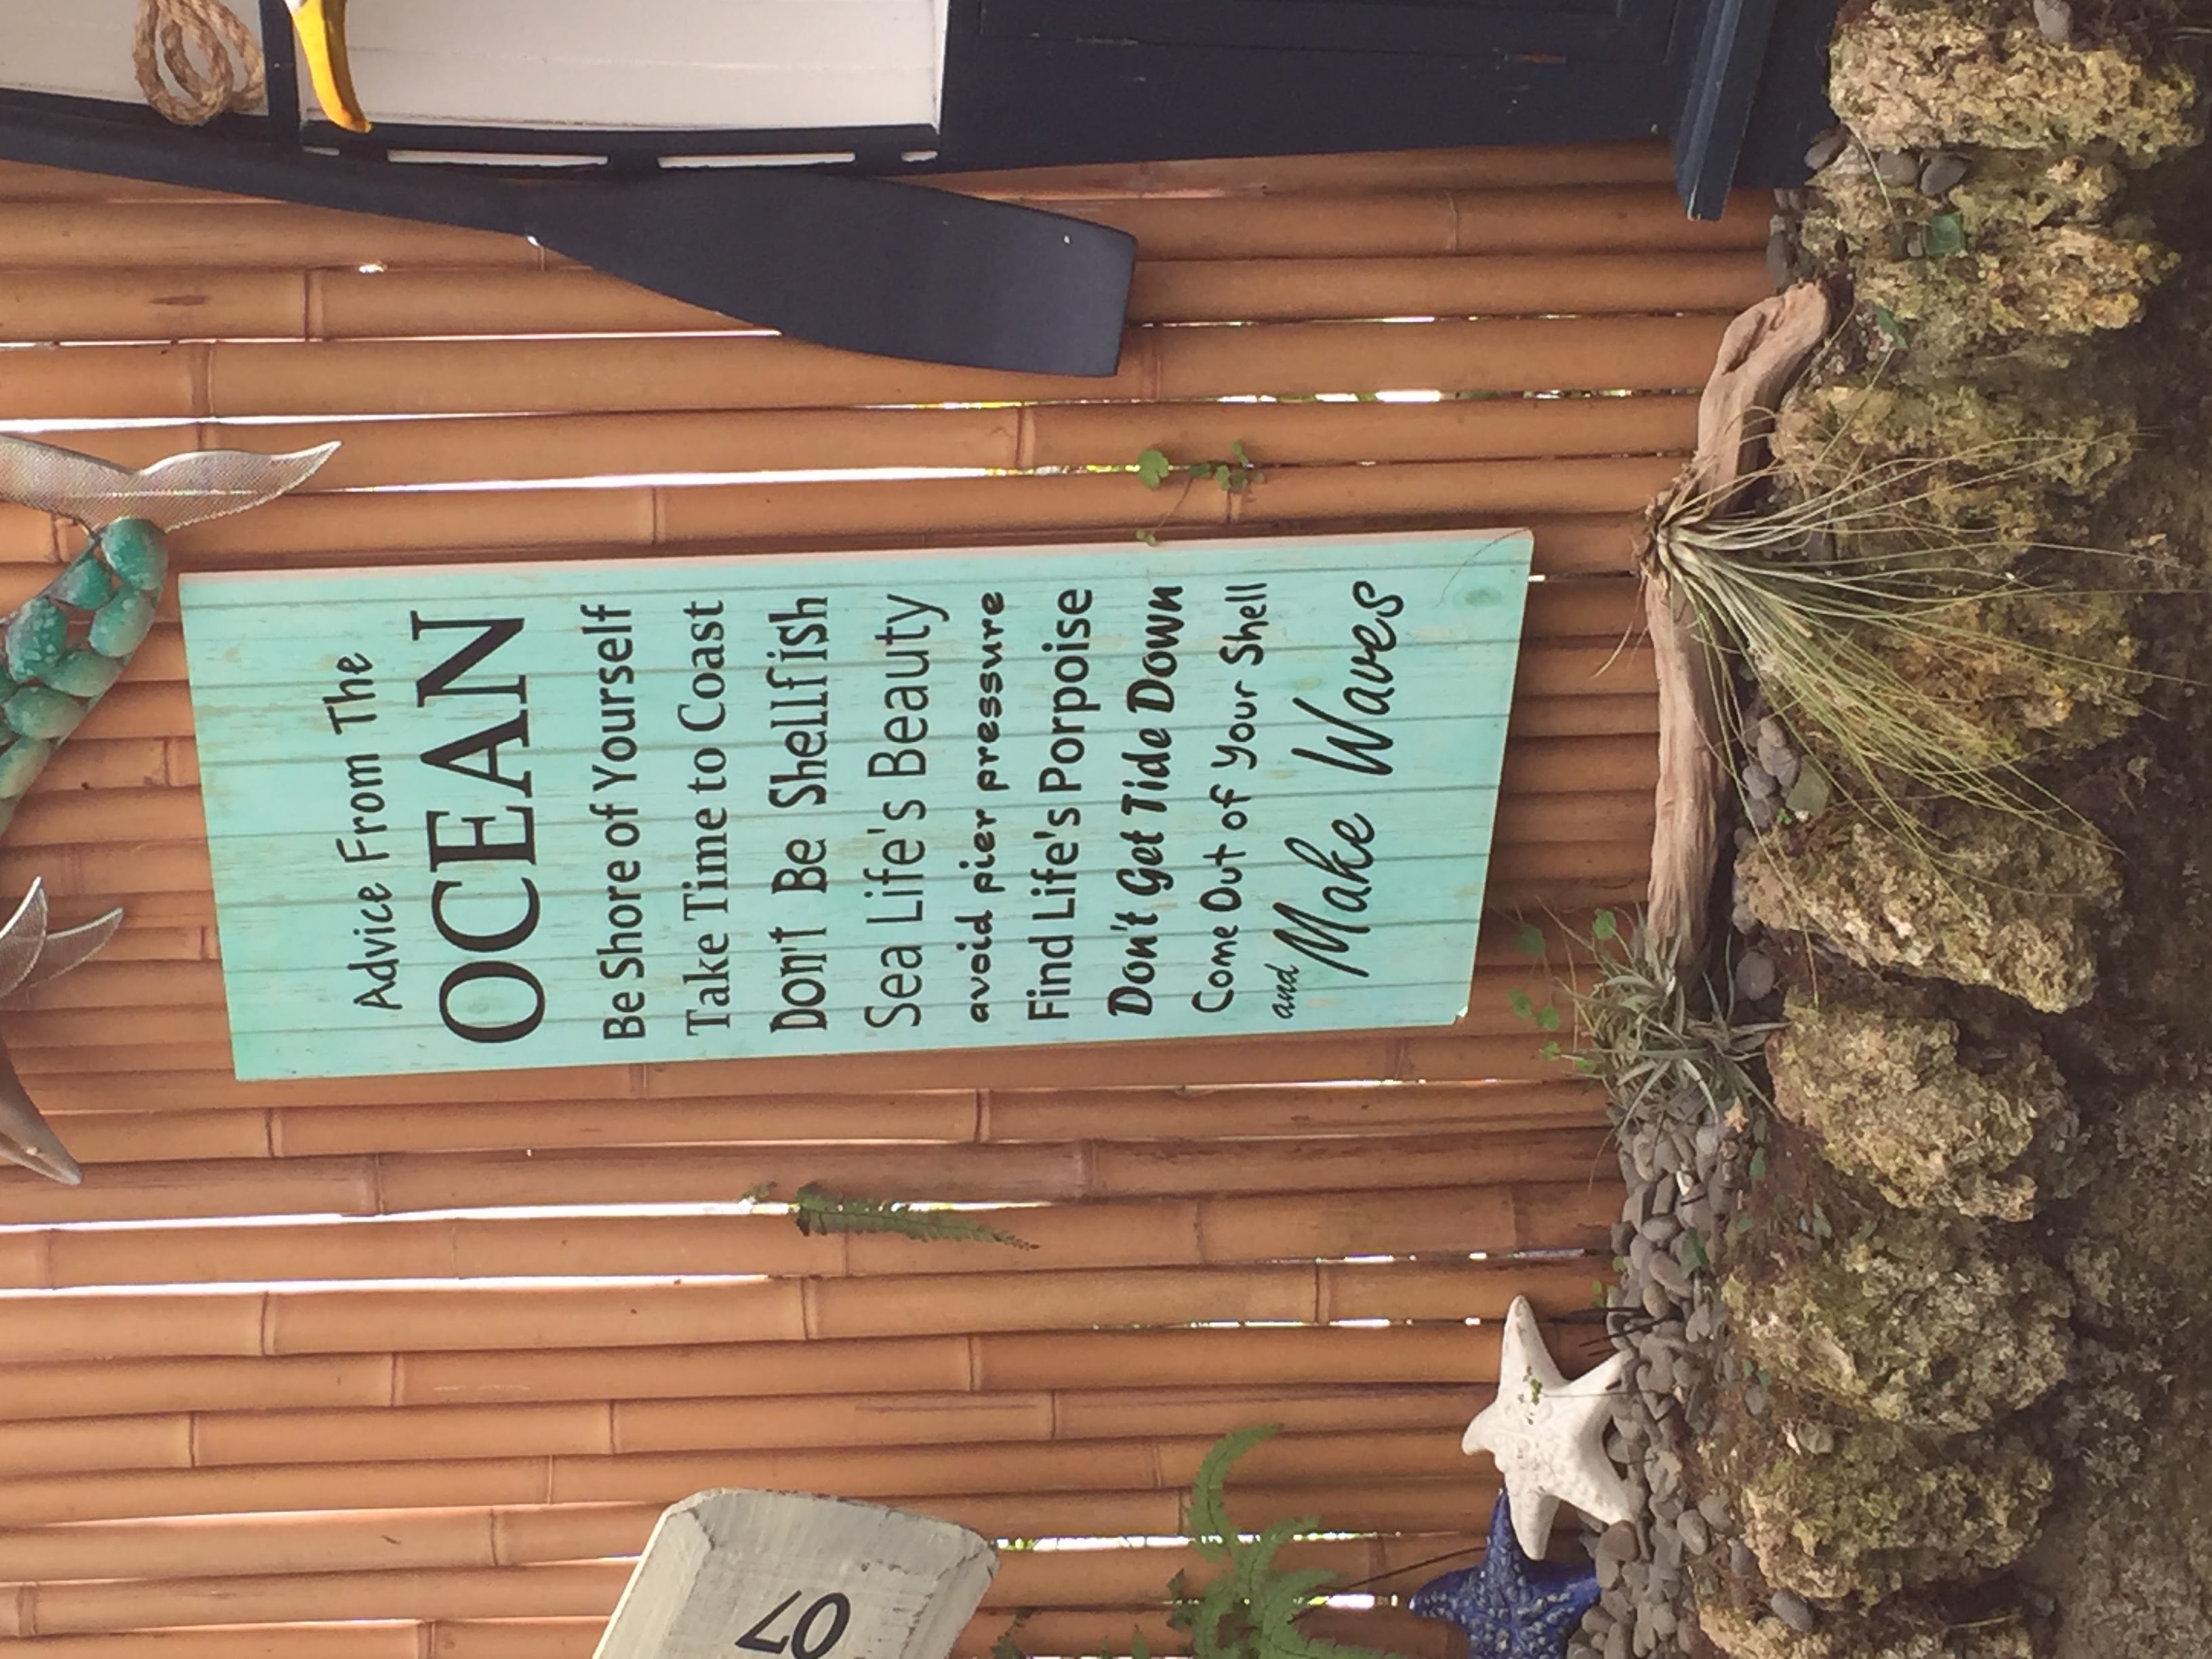 Advice From The
OCEAN
Be Shore of Yourself
Take Time to Coast
Don't Be Shellfish
Sea Life's Beauty
avoid pier pressure
Find Life's Porpoise
Don't Get Tide Down
Come Out of Your Shell
and Make Waves
07